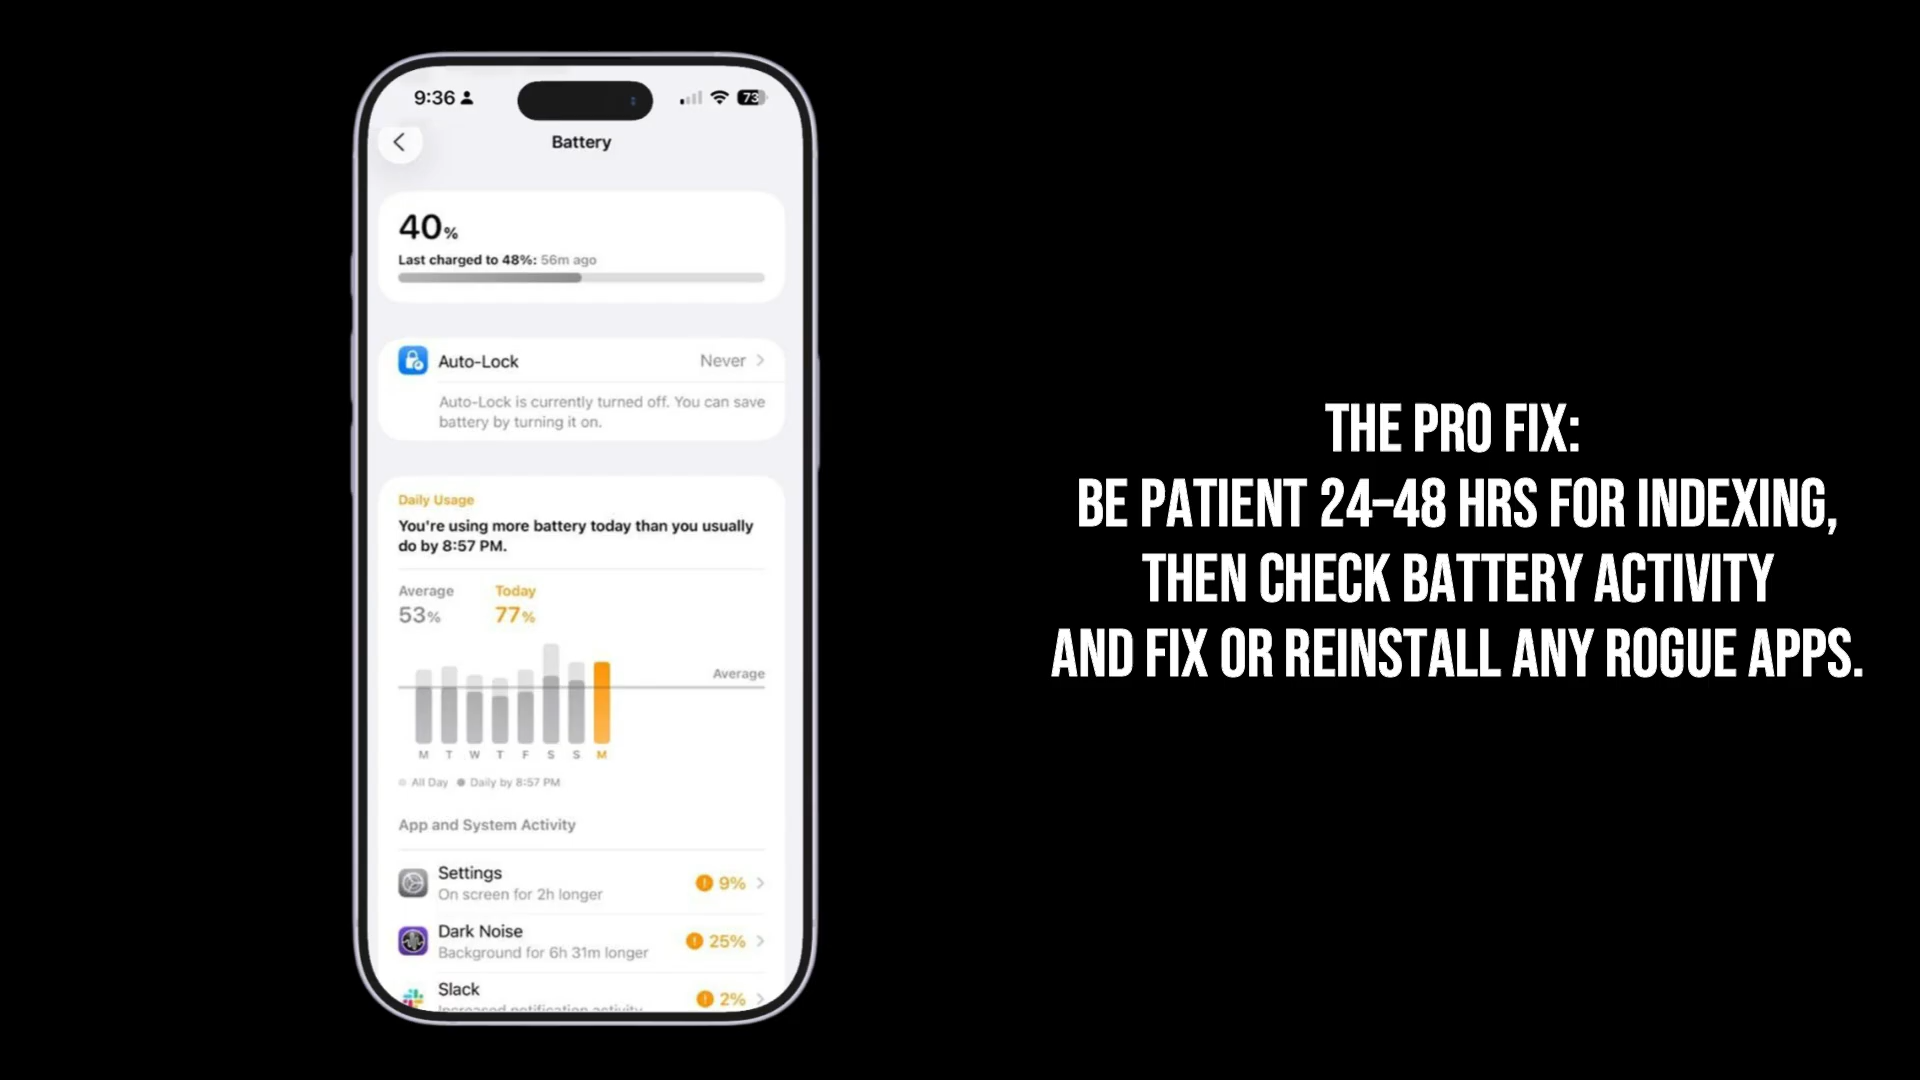 9:36
73
Battery
40%
Last charged to 48%: 56m ago
Auto-Lock
Never
Auto-Lock is currently turned off. You can save
battery by turning it on.
Daily Usage
You're using more battery today than you usually
do by 8:57 PM.
Average
Today
53%
77%
Average
M T W T F S S M
All Day Daily by 8:57 PM
App and System Activity
Settings
On screen for 2h longer
9%
Dark Noise
Background for 6h 31m longer
25%
Slack
Increased notification activity
2%
THE PRO FIX:
BE PATIENT 24–48 HRS FOR INDEXING,
THEN CHECK BATTERY ACTIVITY
AND FIX OR REINSTALL ANY ROGUE APPS.